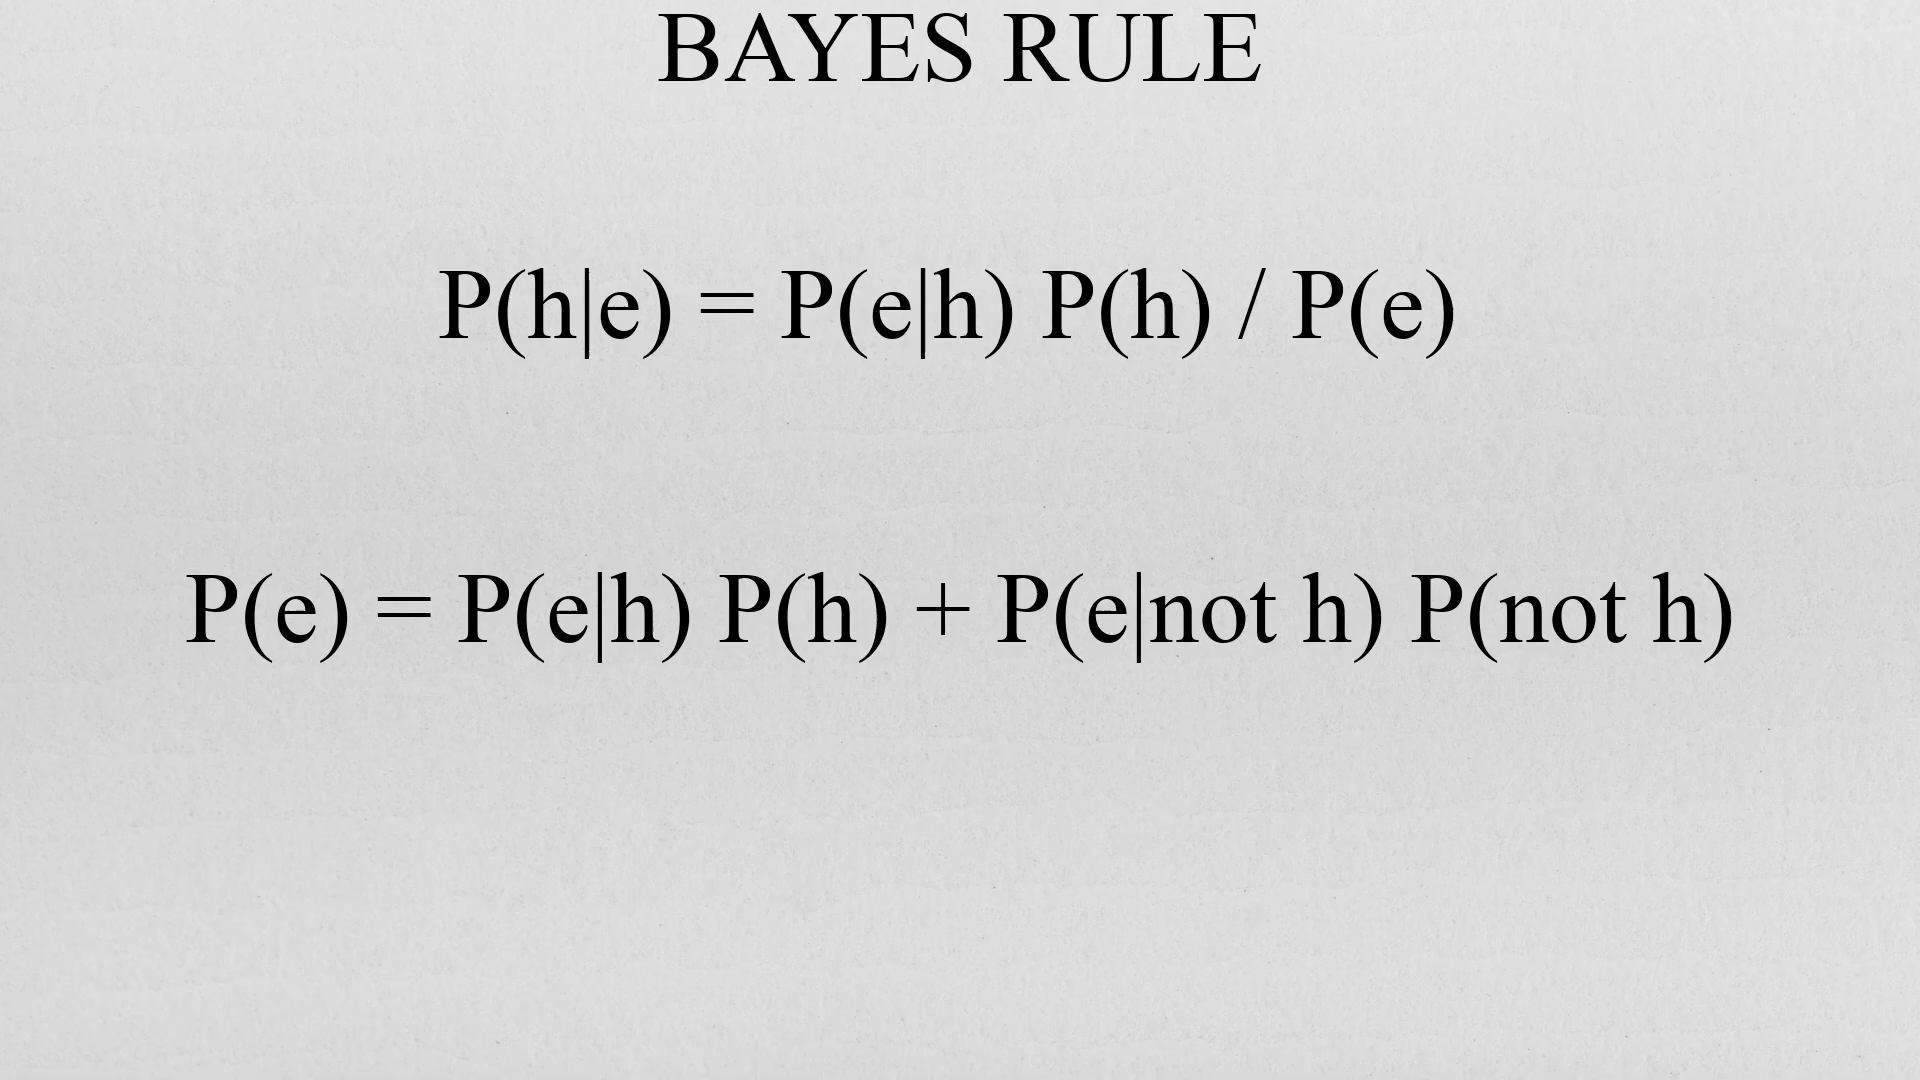 BAYES RULE
P(h|e) = P(e|h) P(h) / P(e)
P(e) = P(e|h) P(h) + P(e|not h) P(not h)